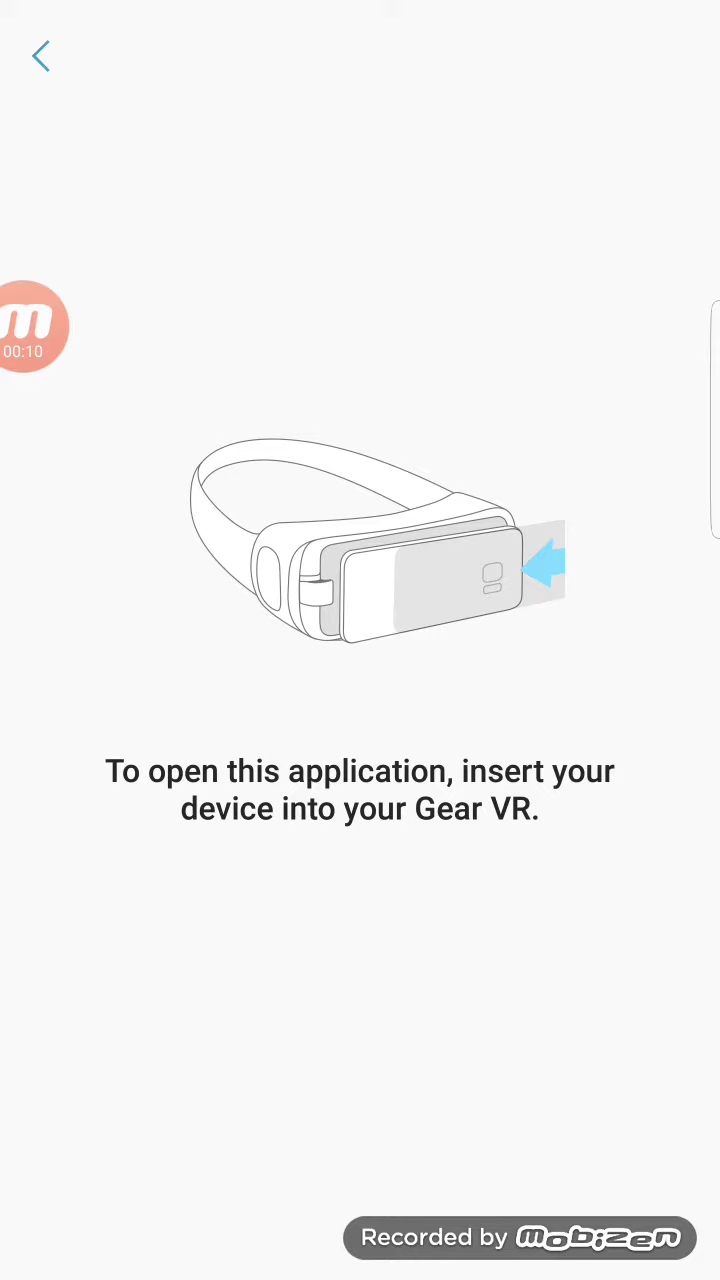 m
00:10
To open this application, insert your
device into your Gear VR.
Recorded by mobizen